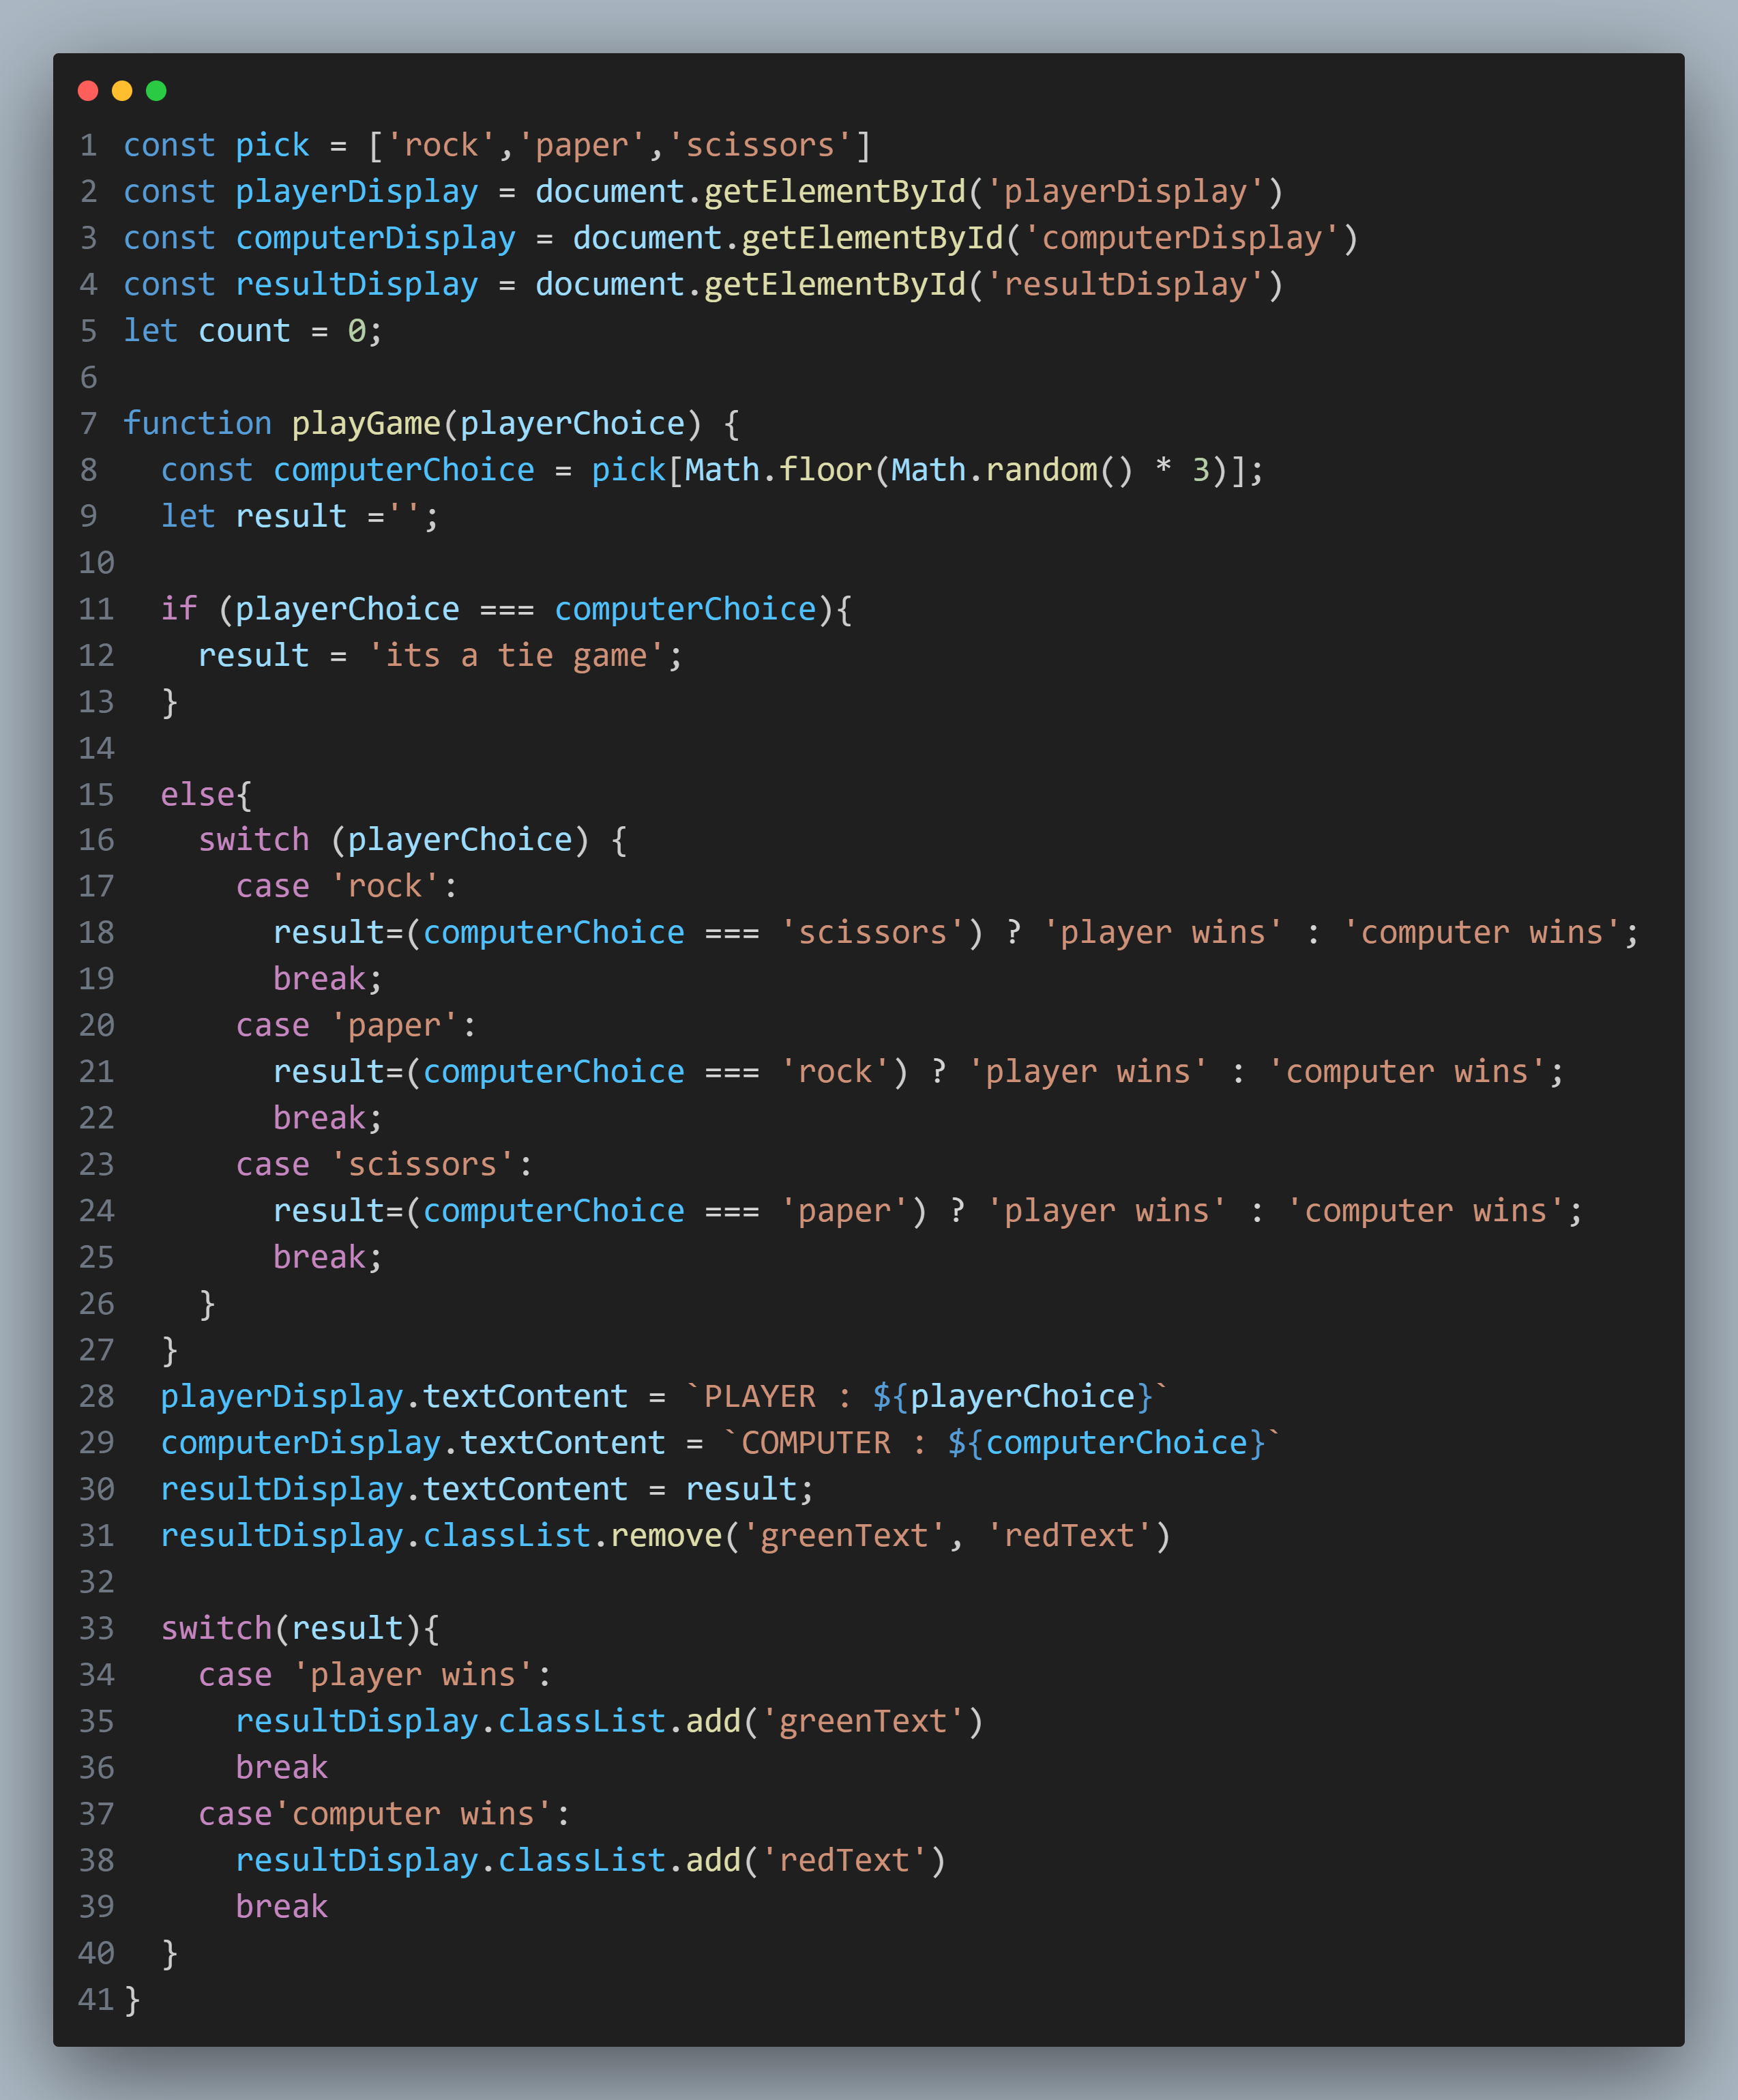 1 const pick = ['rock','paper','scissors']
2 const playerDisplay = document.getElementById('playerDisplay')
3 const computerDisplay = document.getElementById('computerDisplay')
4 const resultDisplay = document.getElementById('resultDisplay')
5 let count = 0;
6
7 function playGame(playerChoice) {
8   const computerChoice = pick[Math.floor(Math.random() * 3)];
9   let result ='';
10
11   if (playerChoice === computerChoice){
12     result = 'its a tie game';
13   }
14
15   else{
16     switch (playerChoice) {
17       case 'rock':
18         result=(computerChoice === 'scissors') ? 'player wins' : 'computer wins';
19         break;
20       case 'paper':
21         result=(computerChoice === 'rock') ? 'player wins' : 'computer wins';
22         break;
23       case 'scissors':
24         result=(computerChoice === 'paper') ? 'player wins' : 'computer wins';
25         break;
26     }
27   }
28   playerDisplay.textContent = `PLAYER : ${playerChoice}`
29   computerDisplay.textContent = `COMPUTER : ${computerChoice}`
30   resultDisplay.textContent = result;
31   resultDisplay.classList.remove('greenText', 'redText')
32
33   switch(result){
34     case 'player wins':
35       resultDisplay.classList.add('greenText')
36       break
37     case'computer wins':
38       resultDisplay.classList.add('redText')
39       break
40   }
41 }